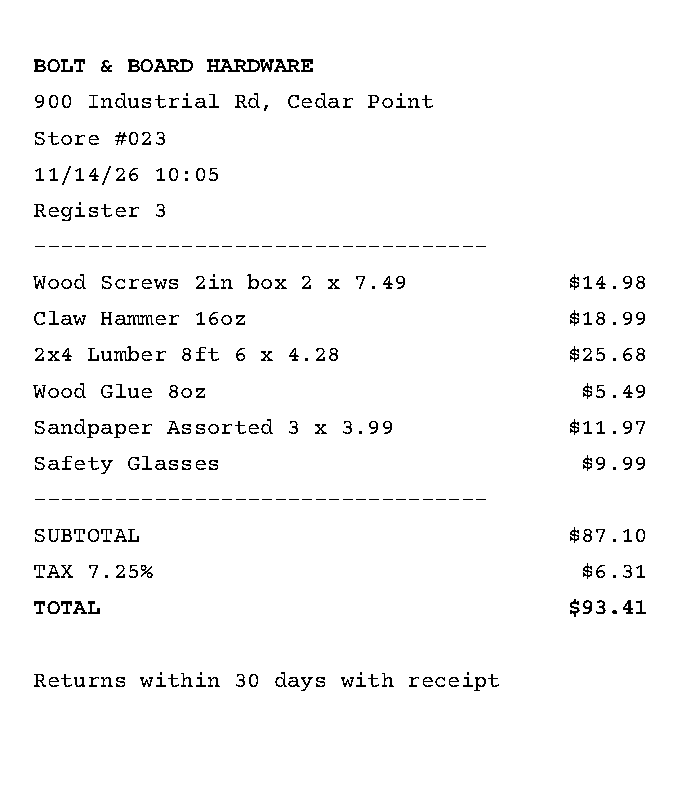 BOLT & BOARD HARDWARE
900 Industrial Rd, Cedar Point
Store #023
11/14/26 10:05
Register 3
----------------------------------
Wood Screws 2in box 2 x 7.49 $14.98
Claw Hammer 16oz $18.99
2x4 Lumber 8ft 6 x 4.28 $25.68
Wood Glue 8oz $5.49
Sandpaper Assorted 3 x 3.99 $11.97
Safety Glasses $9.99
----------------------------------
SUBTOTAL $87.10
TAX 7.25% $6.31
TOTAL $93.41
Returns within 30 days with receipt